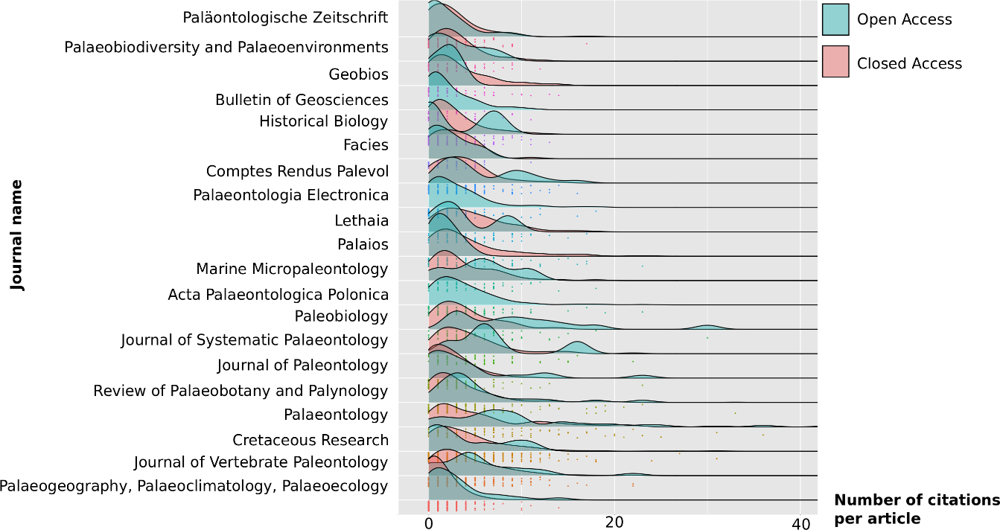 Paläontologische Zeitschrift
Palaeobiodiversity and Palaeoenvironments
Geobios
Bulletin of Geosciences
Historical Biology
Facies
Comptes Rendus Palevol
Palaeontologia Electronica
Lethaia
Palaios
Marine Micropaleontology
Acta Palaeontologica Polonica
Paleobiology
Journal of Systematic Palaeontology
Journal of Paleontology
Review of Palaeobotany and Palynology
Palaeontology
Cretaceous Research
Journal of Vertebrate Paleontology
Palaeogeography, Palaeoclimatology, Palaeoecology
Journal name
Open Access
Closed Access
0 20 40
Number of citations
per article